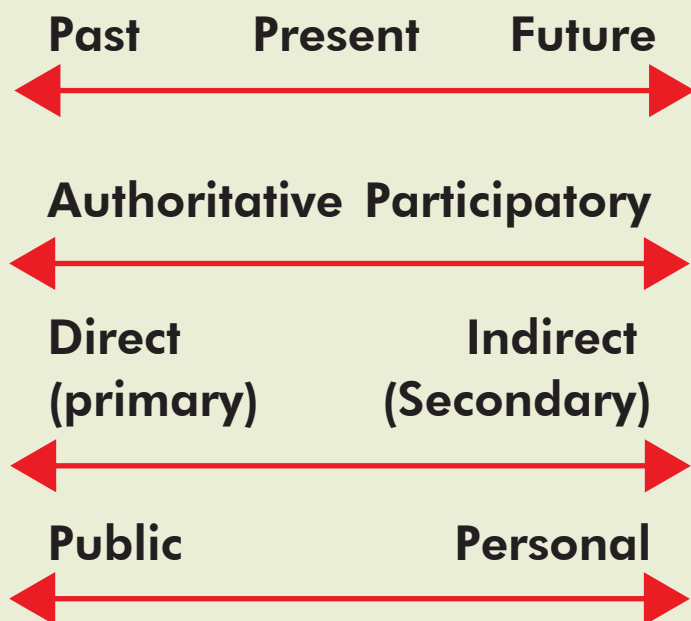 Past Present Future
Authoritative Participatory
Direct Indirect
(primary) (Secondary)
Public Personal